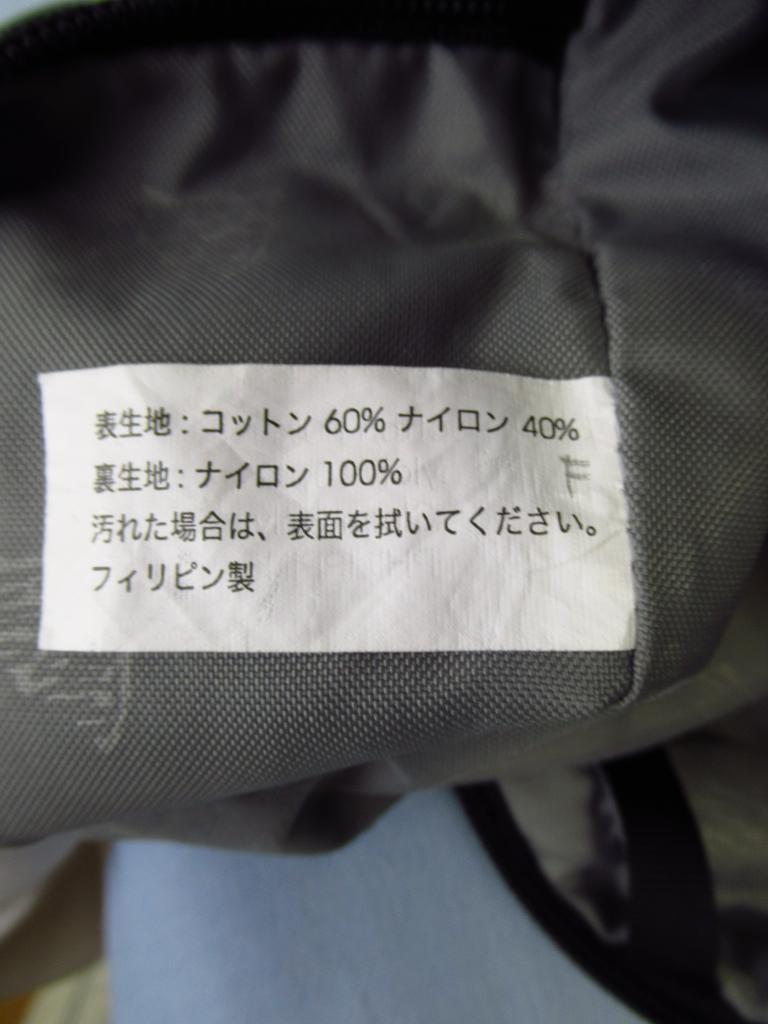 表生地 : コットン 60% ナイロン 40%
裏生地 : ナイロン 100%
汚れた場合は、表面を拭いてください。
フィリピン製